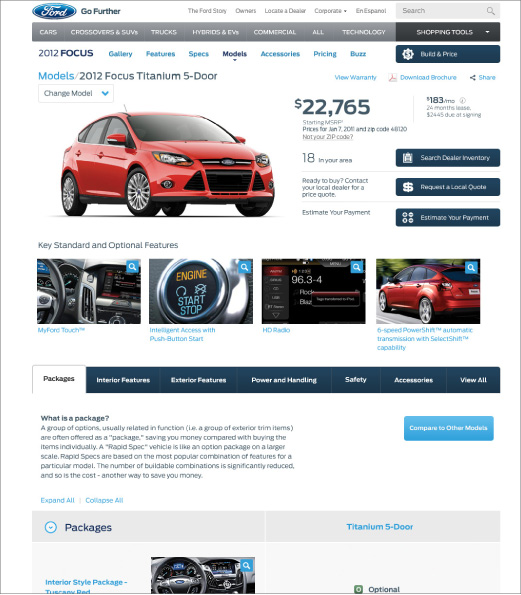 Ford
Go Further
The Ford Story
Owners
Locate a Dealer
Corporate
En Espanol
Search
CARS
CROSSOVERS & SUVs
TRUCKS
HYBRIDS & EVs
COMMERCIAL
ALL
TECHNOLOGY
SHOPPING TOOLS
2012 FOCUS
Gallery
Features
Specs
Models
Accessories
Pricing
Buzz
Build & Price
Models/2012 Focus Titanium 5-Door
View Warranty
Download Brochure
Share
Change Model
$22,765
Starting MSRP
Prices for Jan 7, 2011 and zip code 48120
Not your ZIP code?
$183/mo
24 months lease,
$2445 due at signing
18 In your area
Search Dealer Inventory
Ready to buy? Contact
your local dealer for a
price quote.
Request a Local Quote
Estimate Your Payment
Estimate Your Payment
Key Standard and Optional Features
ENGINE
START
STOP
96.3-4
MyFord Touch™
Intelligent Access with
Push-Button Start
HD Radio
6-speed PowerShift™ automatic
transmission with SelectShift™
capability
Packages
Interior Features
Exterior Features
Power and Handling
Safety
Accessories
View All
What is a package?
A group of options, usually related in function (i.e. a group of exterior trim items)
are often offered as a "package," saving you money compared with buying the
items individually. A "Rapid Spec" vehicle is like an option package on a larger
scale. Rapid Specs are based on the most popular combination of features for a
particular model. The number of buildable combinations is significantly reduced,
and so is the cost - another way to save you money.
Compare to Other Models
Expand All | Collapse All
Packages
Titanium 5-Door
Interior Style Package -
Tuscany Red
O Optional